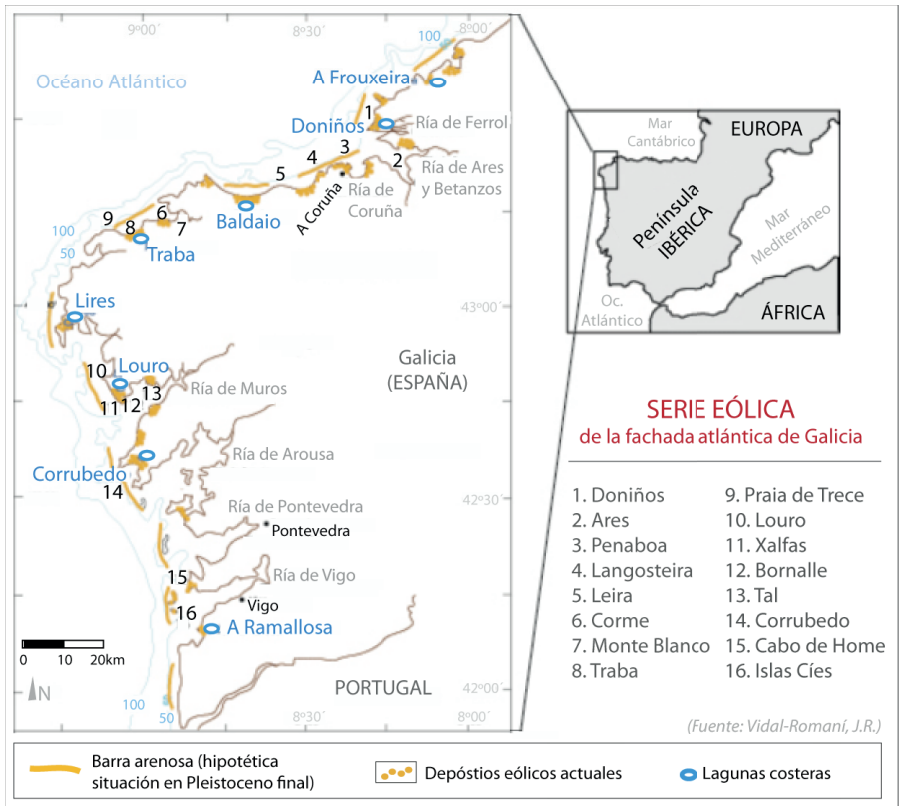 9º00´
8º30´
8º00´
100
Océano Atlántico
A Frouxeira
1
Doniños
Ría de Ferrol
3
4
2
Ría de Ares
y Betanzos
5
A Coruña
Ría de
Coruña
9
6
8
7
Baldaio
100
50
Traba
Lires
43º00´
10
Louro
Galicia
(ESPAÑA)
11
12
13
Ría de Muros
Corrubedo
14
Ría de Arousa
42º30´
Ría de Pontevedra
Pontevedra
15
Ría de Vigo
16
Vigo
A Ramallosa
0
10
20km
N
PORTUGAL
42º00´
100
50
8º30´
8º00´
Mar
Cantábrico
EUROPA
Península
IBÉRICA
Mar
Mediterráneo
Oc.
Atlántico
ÁFRICA
SERIE EÓLICA
de la fachada atlántica de Galicia
1. Doniños
2. Ares
3. Penaboa
4. Langosteira
5. Leira
6. Corme
7. Monte Blanco
8. Traba
9. Praia de Trece
10. Louro
11. Xalfas
12. Bornalle
13. Tal
14. Corrubedo
15. Cabo de Home
16. Islas Cíes
(Fuente: Vidal-Romaní, J.R.)
Barra arenosa (hipotética
situación en Pleistoceno final)
Depóstios eólicos actuales
Lagunas costeras